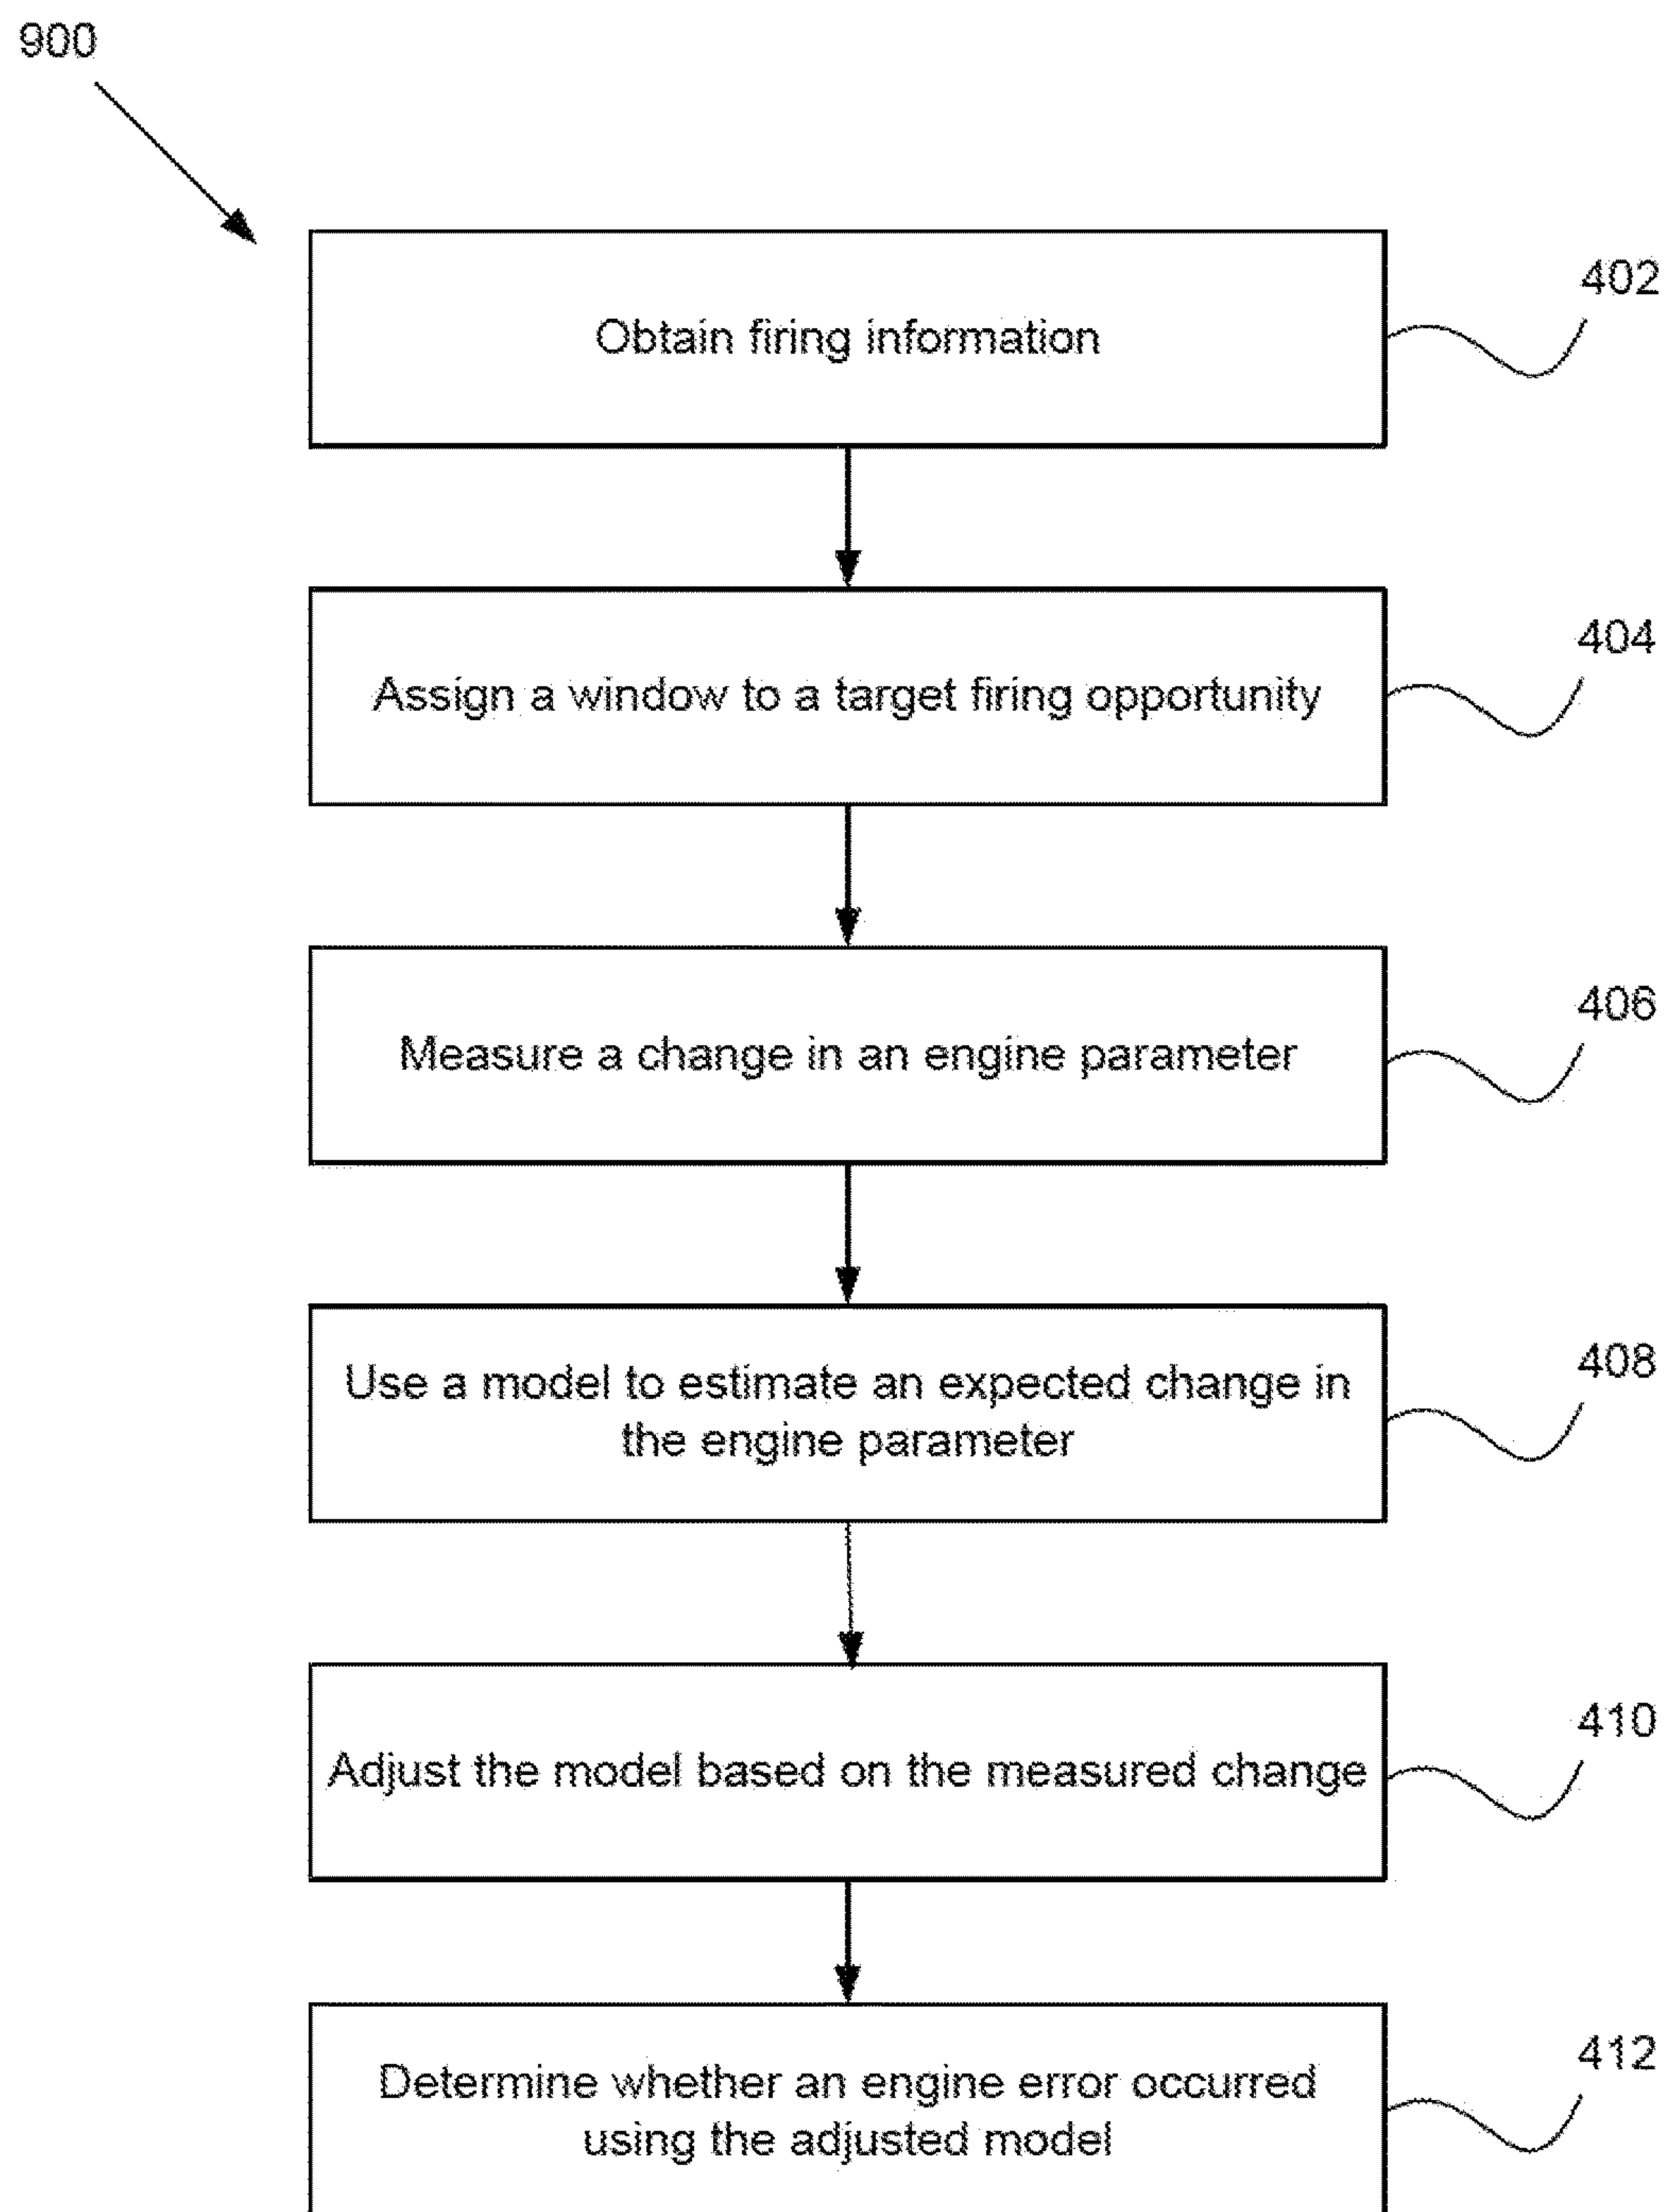 900
Obtain firing information
402
Assign a window to a target firing opportunity
404
Measure a change in an engine parameter
406
Use a model to estimate an expected change in
the engine parameter
408
Adjust the model based on the measured change
410
Determine whether an engine error occurred
using the adjusted model
412